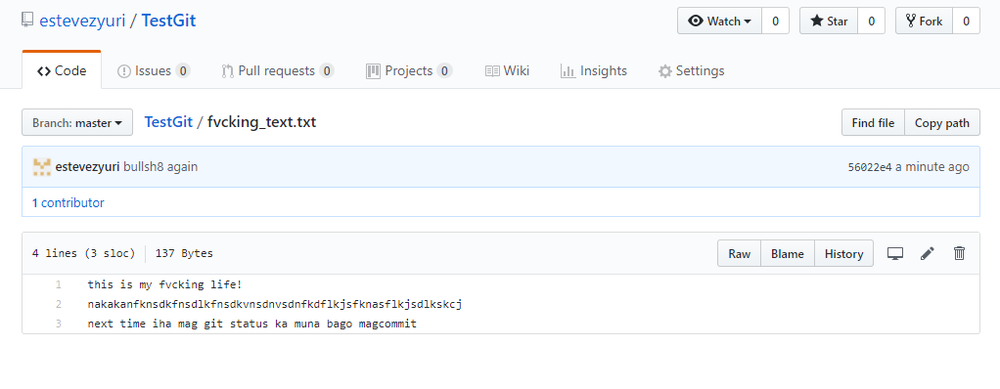 estevezyuri / TestGit
Watch 0 Star 0 Fork 0
Code Issues 0 Pull requests 0 Projects 0 Wiki Insights Settings
Branch: master TestGit / fvcking_text.txt Find file Copy path
estevezyuri bullsh8 again 56022e4 a minute ago
1 contributor
4 lines (3 sloc) 137 Bytes Raw Blame History
1 this is my fvcking life!
2 nakakanfknsdkfnsdlkfnsdkvnsdnvsdnfkdflkjsfknasflkjsdlkskcj
3 next time iha mag git status ka muna bago magcommit